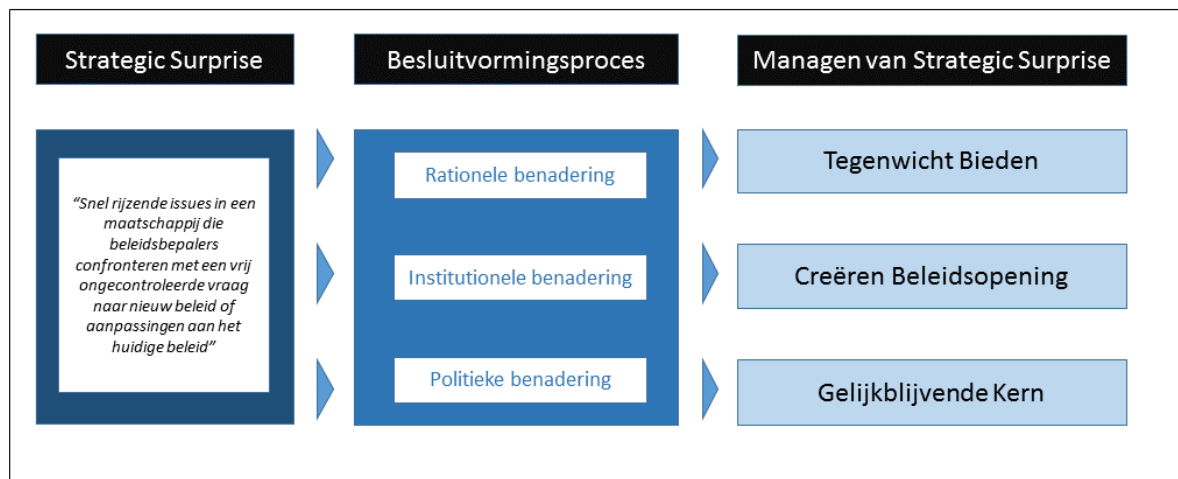 Strategic Surprise
Besluitvormingsproces
Managen van Strategic Surprise
“Snel rijzende issues in een
maatschappij die
beleidsbepalers
confronteren met een vrij
ongecontroleerde vraag
naar nieuw beleid of
aanpassingen aan het
huidige beleid”
Rationele benadering
Institutionele benadering
Politieke benadering
Tegenwicht Bieden
Creëren Beleidsopening
Gelijkblijvende Kern